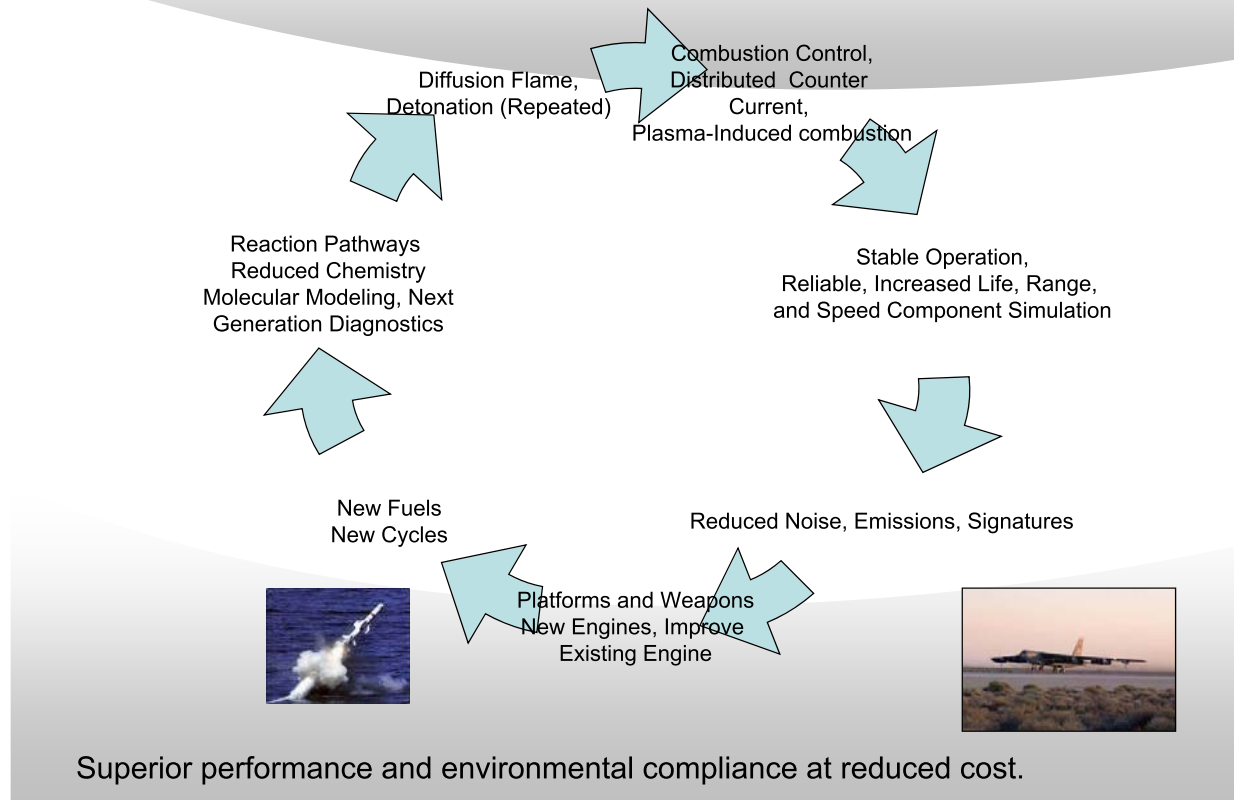 Combustion Control,
Distributed  Counter
Current,
Plasma-Induced combustion
Diffusion Flame,
Detonation (Repeated)
Reaction Pathways
Reduced Chemistry
Molecular Modeling, Next
Generation Diagnostics
Stable Operation,
Reliable, Increased Life, Range,
and Speed Component Simulation
New Fuels
New Cycles
Reduced Noise, Emissions, Signatures
Platforms and Weapons
New Engines, Improve
Existing Engine
Superior performance and environmental compliance at reduced cost.